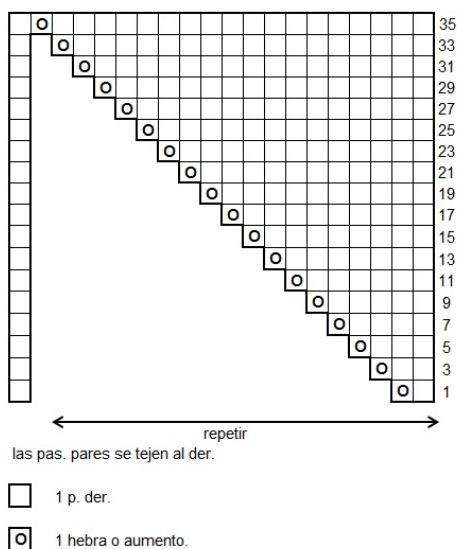 O 35
O 33
O 31
O 29
O 27
O 25
O 23
O 21
O 19
O 17
O 15
O 13
O 11
O 9
O 7
O 5
O 3
O 1
repetir
las pas. pares se tejen al der.
1 p. der.
O 1 hebra o aumento.